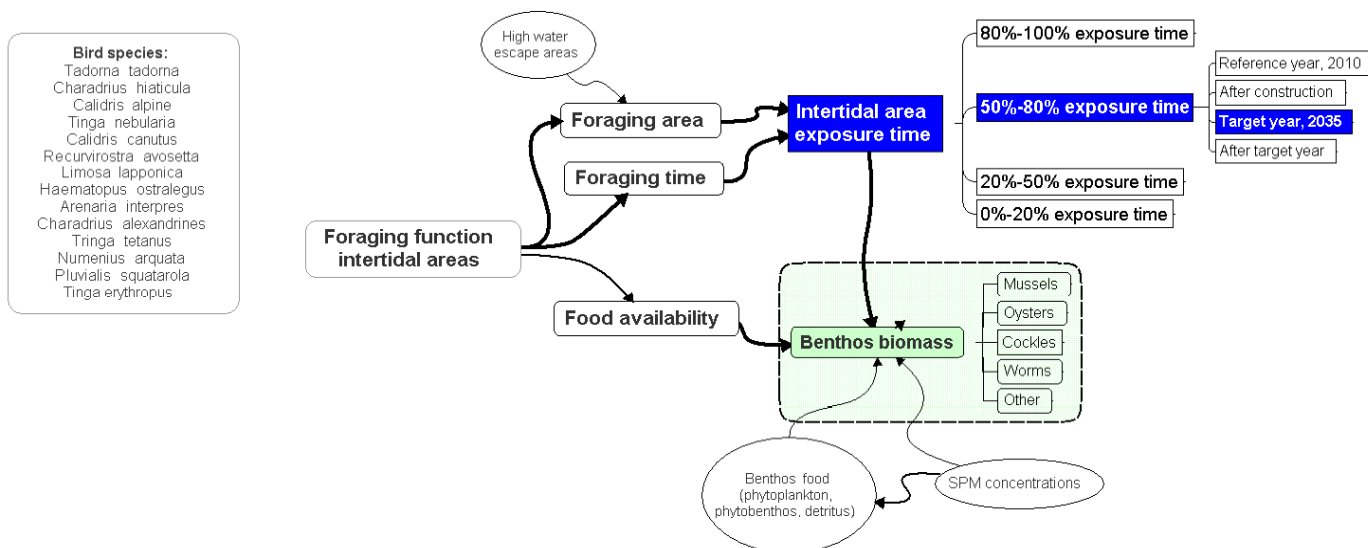 Bird species:
Tadorna tadorna
Charadrius hiaticula
Calidris alpine
Tinga nebularia
Calidris canutus
Recurvirostra avosetta
Limosa lapponica
Haematopus ostralegus
Arenaria interpres
Charadrius alexandrines
Tringa tetanus
Numenius arquata
Pluvialis squatarola
Tinga erythropus
High water
escape areas
Foraging area
Foraging time
Foraging function
intertidal areas
Food availability
Intertidal area
exposure time
80%-100% exposure time
50%-80% exposure time
20%-50% exposure time
0%-20% exposure time
Reference year, 2010
After construction
Target year, 2035
After target year
Benthos biomass
Mussels
Oysters
Cockles
Worms
Other
Benthos food
(phytoplankton,
phytobenthos, detritus)
SPM concentrations